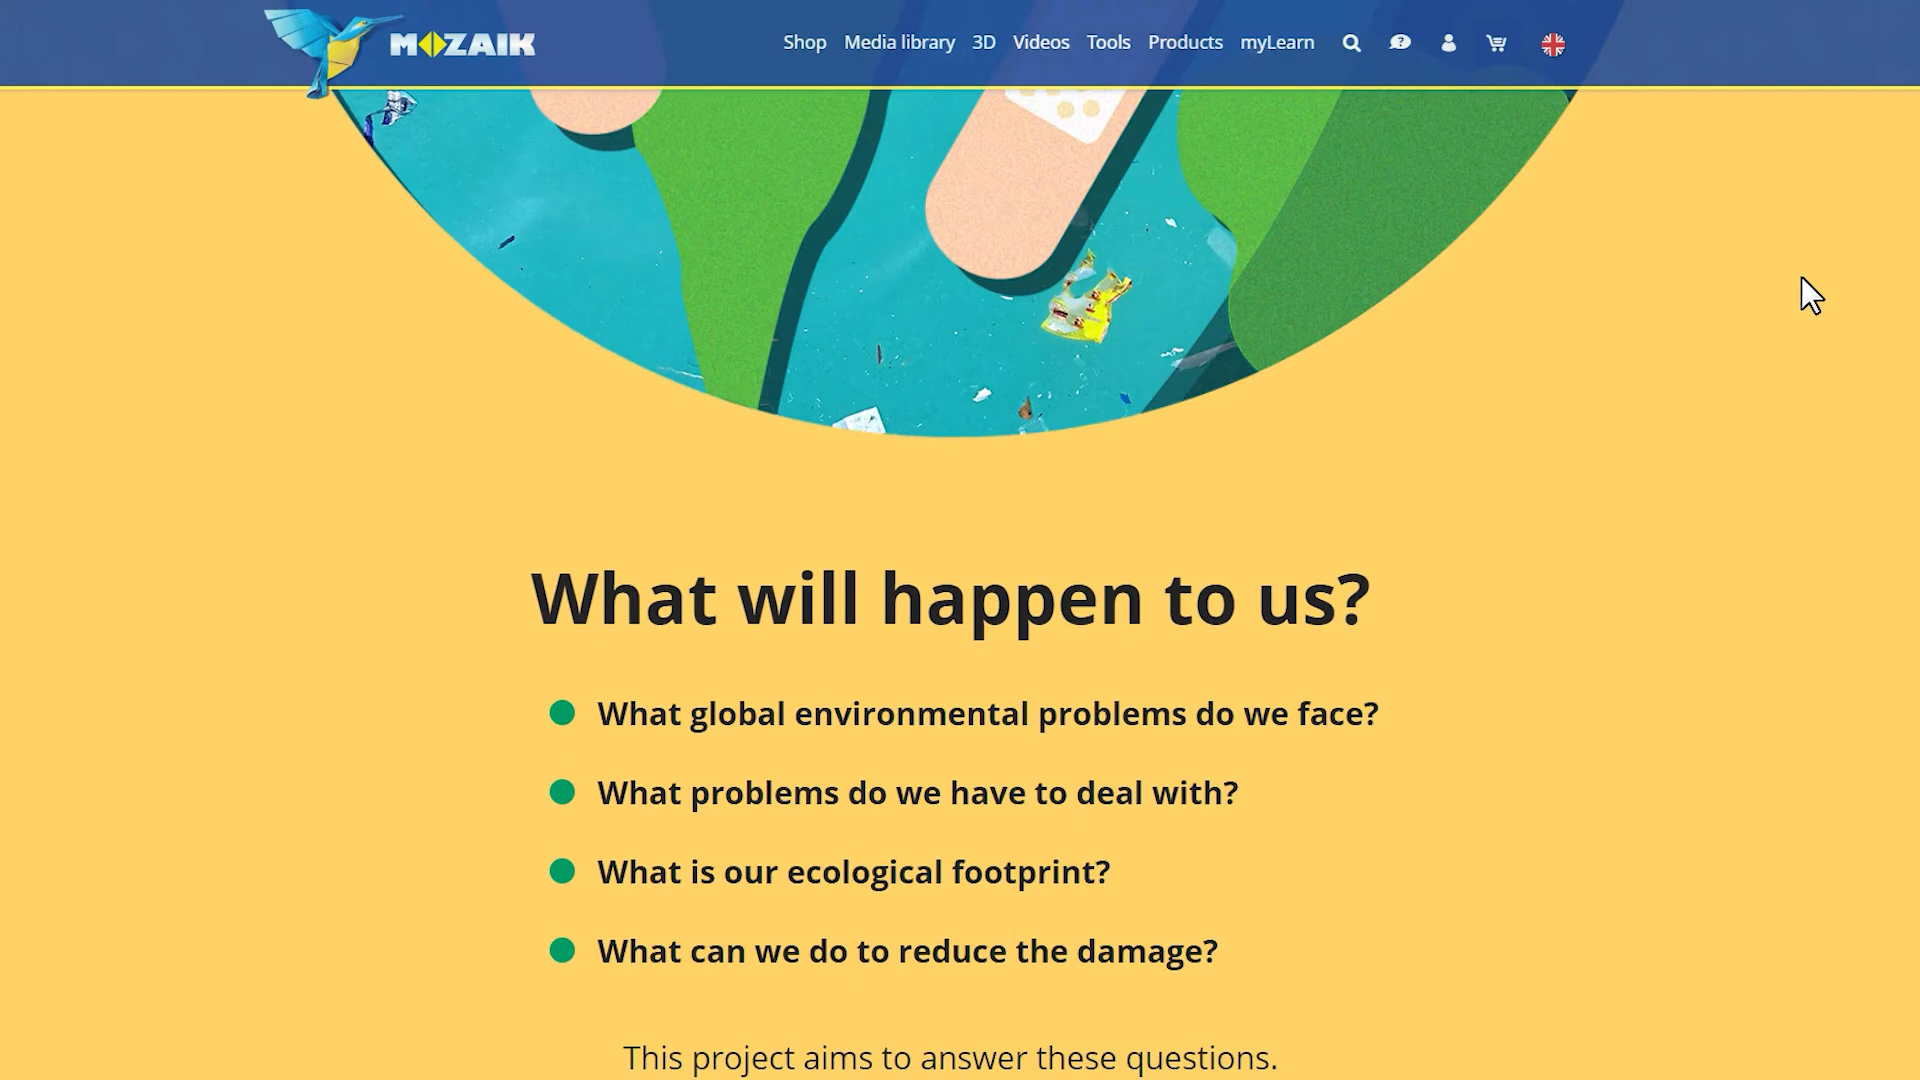 MOZAIK
Shop Media library 3D Videos Tools Products myLearn
What will happen to us?
What global environmental problems do we face?
What problems do we have to deal with?
What is our ecological footprint?
What can we do to reduce the damage?
This project aims to answer these questions.